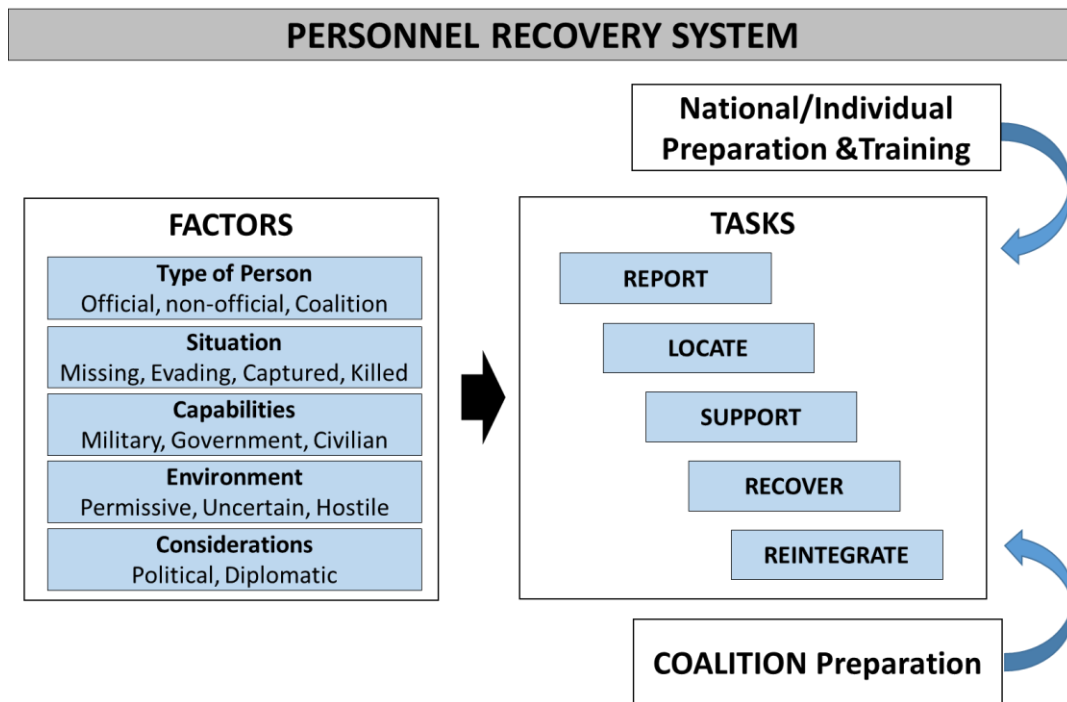 PERSONNEL RECOVERY SYSTEM
National/Individual
Preparation &Training
FACTORS
Type of Person
Official, non-official, Coalition
Situation
Missing, Evading, Captured, Killed
Capabilities
Military, Government, Civilian
Environment
Permissive, Uncertain, Hostile
Considerations
Political, Diplomatic
TASKS
REPORT
LOCATE
SUPPORT
RECOVER
REINTEGRATE
COALITION Preparation